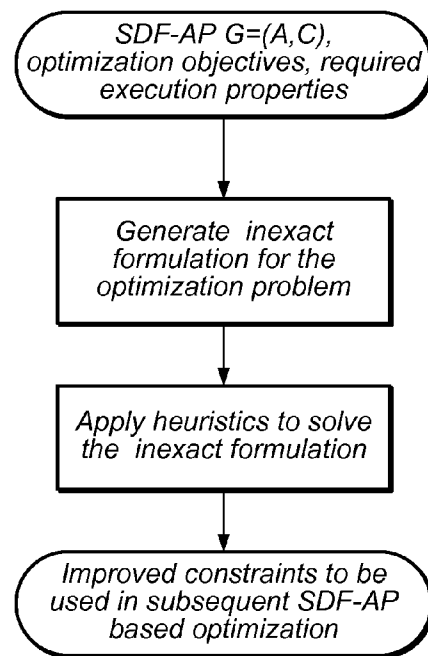 SDF-AP G=(A,C),
optimization objectives, required
execution properties
Generate inexact
formulation for the
optimization problem
Apply heuristics to solve
the inexact formulation
Improved constraints to be
used in subsequent SDF-AP
based optimization